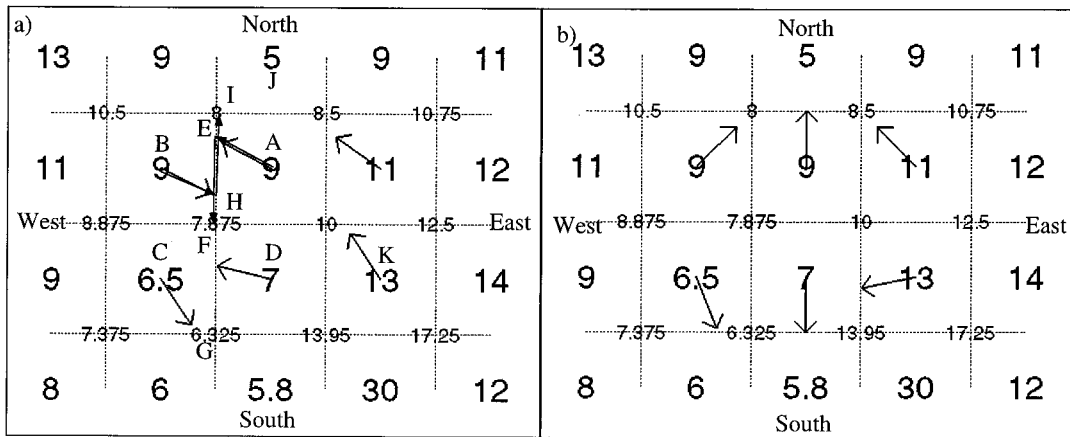 a)
North
13 9 5 9 11
J
I
10.5 8 8.5 10.75
E
B A
11 9 9 11 12
H
West 8.875 7.875 10 12.5 East
F
C D K
9 6.5 7 13 14
7.375 6.325 13.95 17.25
G
8 6 5.8 30 12
South
b)
North
13 9 5 9 11
10.5 8 8.5 10.75
11 9 9 11 12
West 8.875 7.875 10 12.5 East
9 6.5 7 13 14
7.375 6.325 13.95 17.25
8 6 5.8 30 12
South